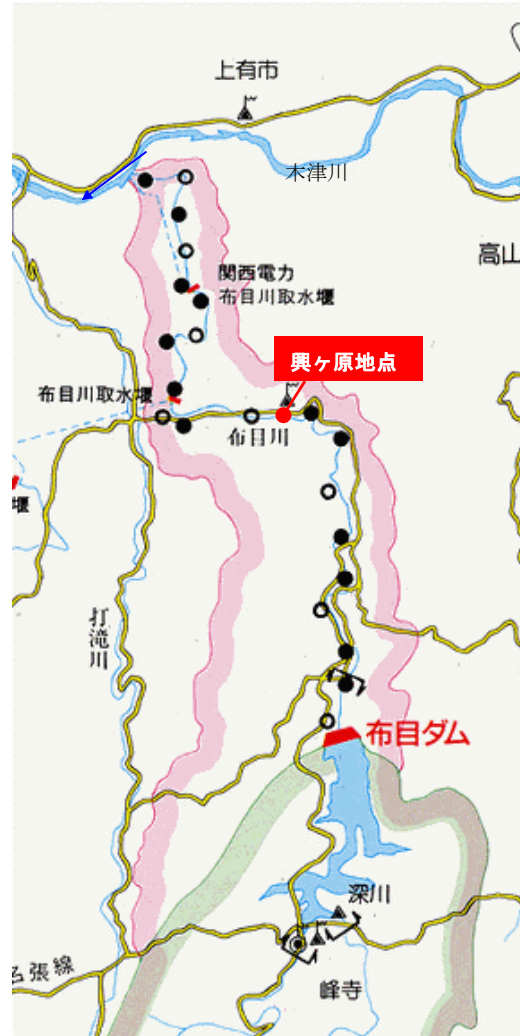 上有市
木津川
高山
関西電力
布目川取水堰
興ヶ原地点
布目川取水堰
布目川
堰
打滝川
布目ダム
深川
名張線
峰寺